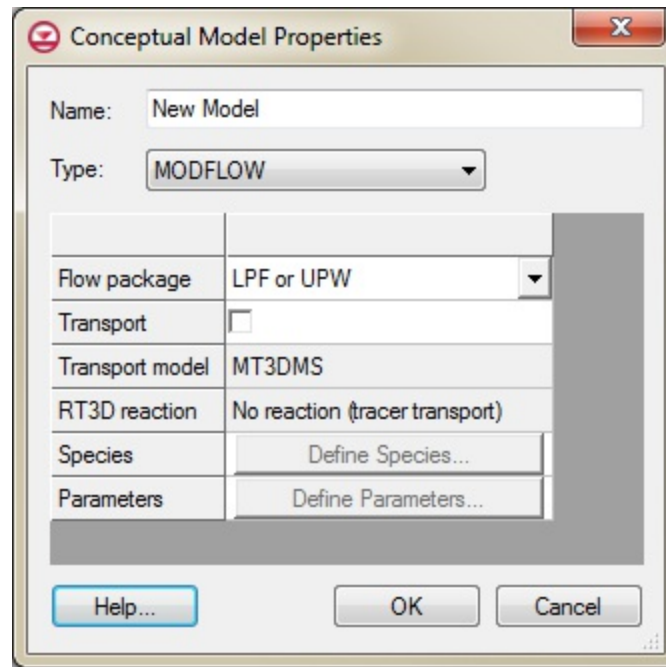 Conceptual Model Properties
Name: New Model
Type: MODFLOW
Flow package LPF or UPW
Transport
Transport model MT3DMS
RT3D reaction No reaction (tracer transport)
Species Define Species...
Parameters Define Parameters...
Help... OK Cancel